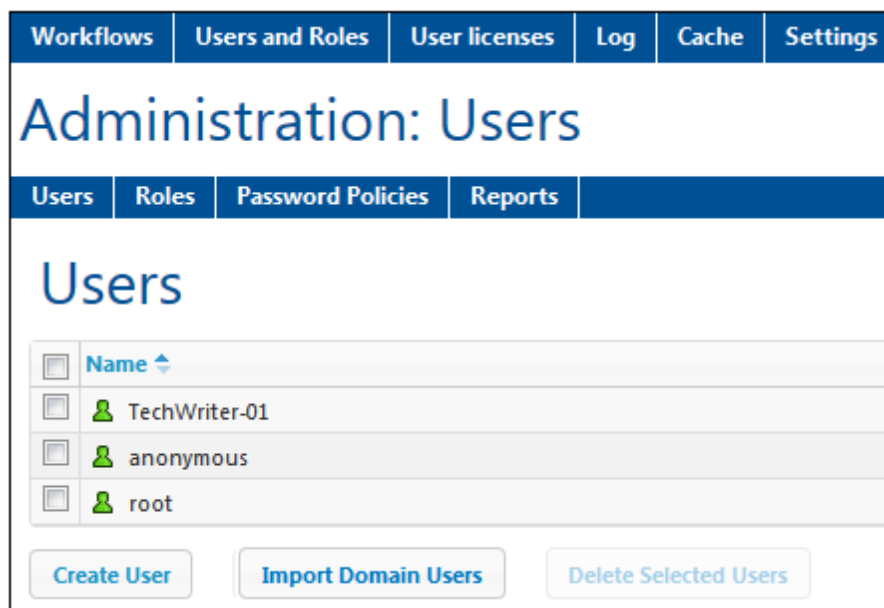 Workflows Users and Roles User licenses Log Cache Settings
Administration: Users
Users Roles Password Policies Reports
Users
Name
TechWriter-01
anonymous
root
Create User Import Domain Users Delete Selected Users